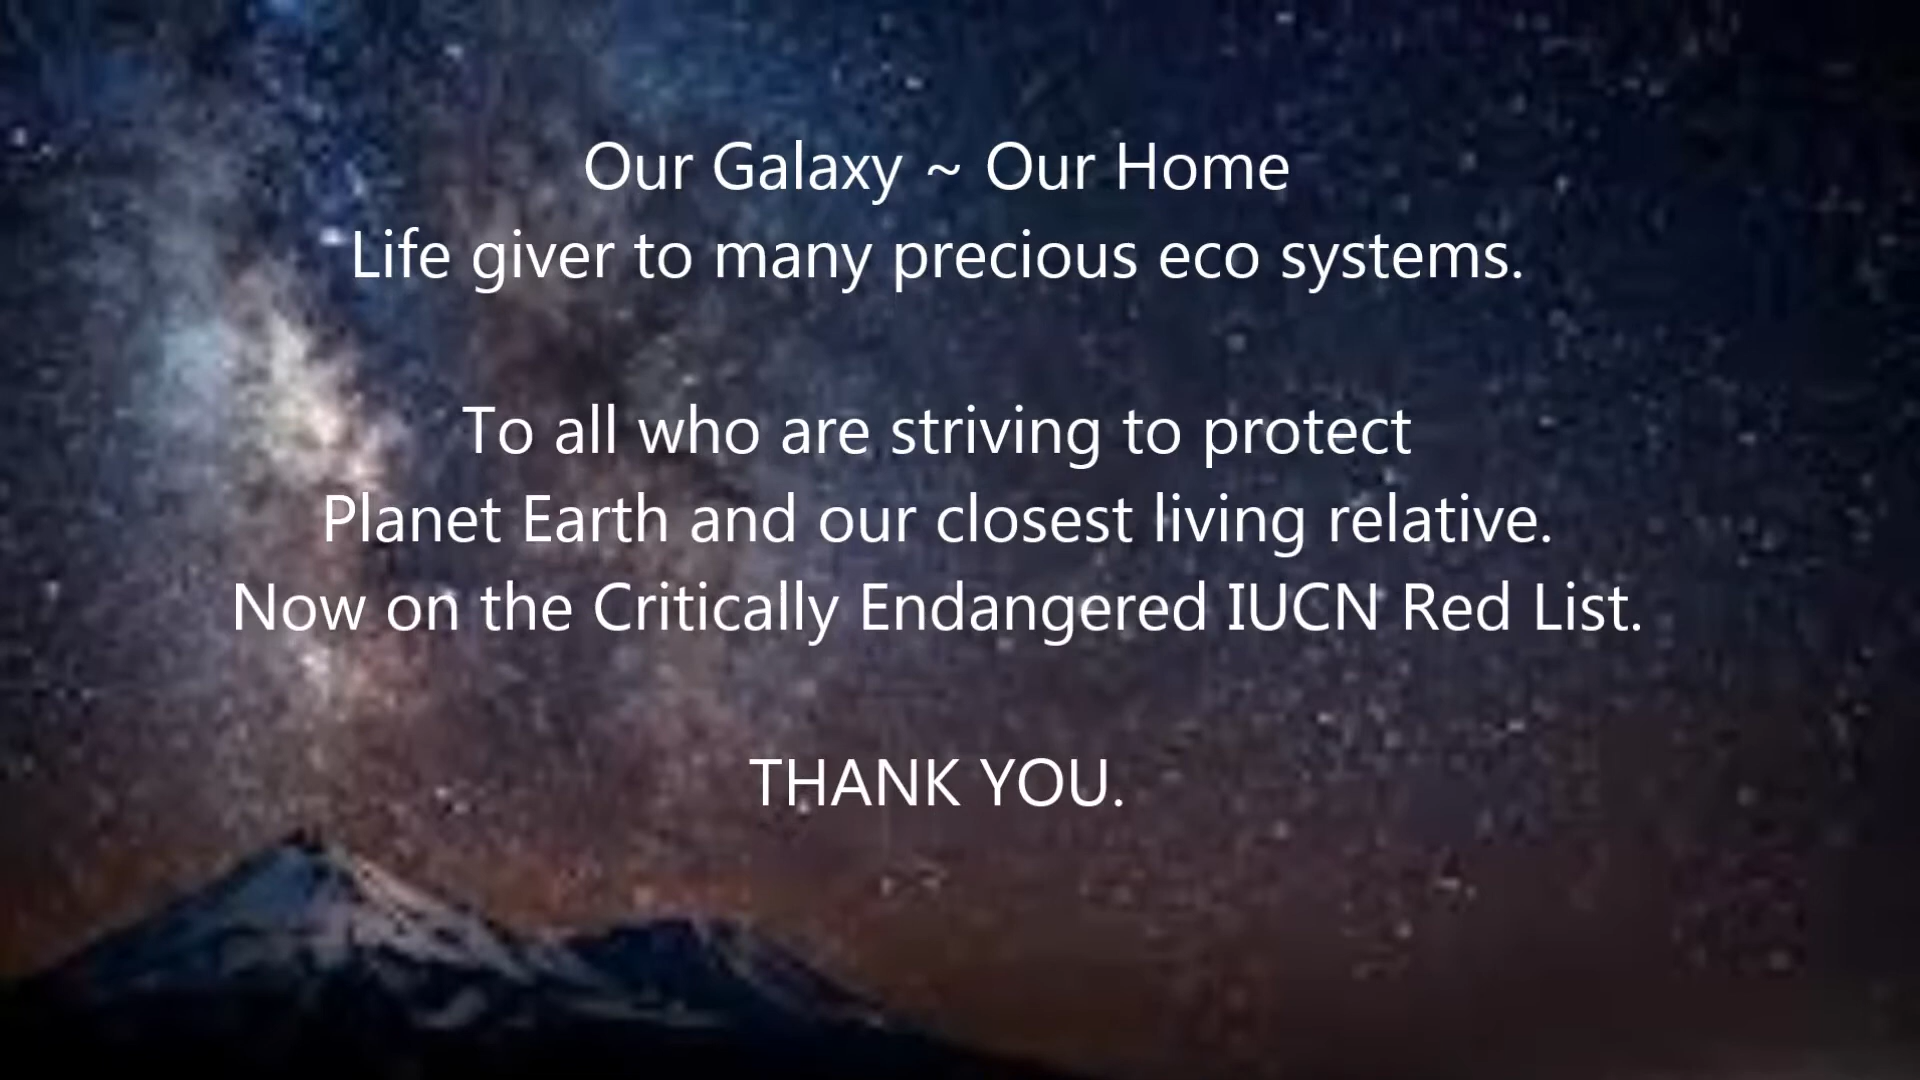 Our Galaxy ~ Our Home
Life giver to many precious eco systems.
To all who are striving to protect
Planet Earth and our closest living relative.
Now on the Critically Endangered IUCN Red List.
THANK YOU.